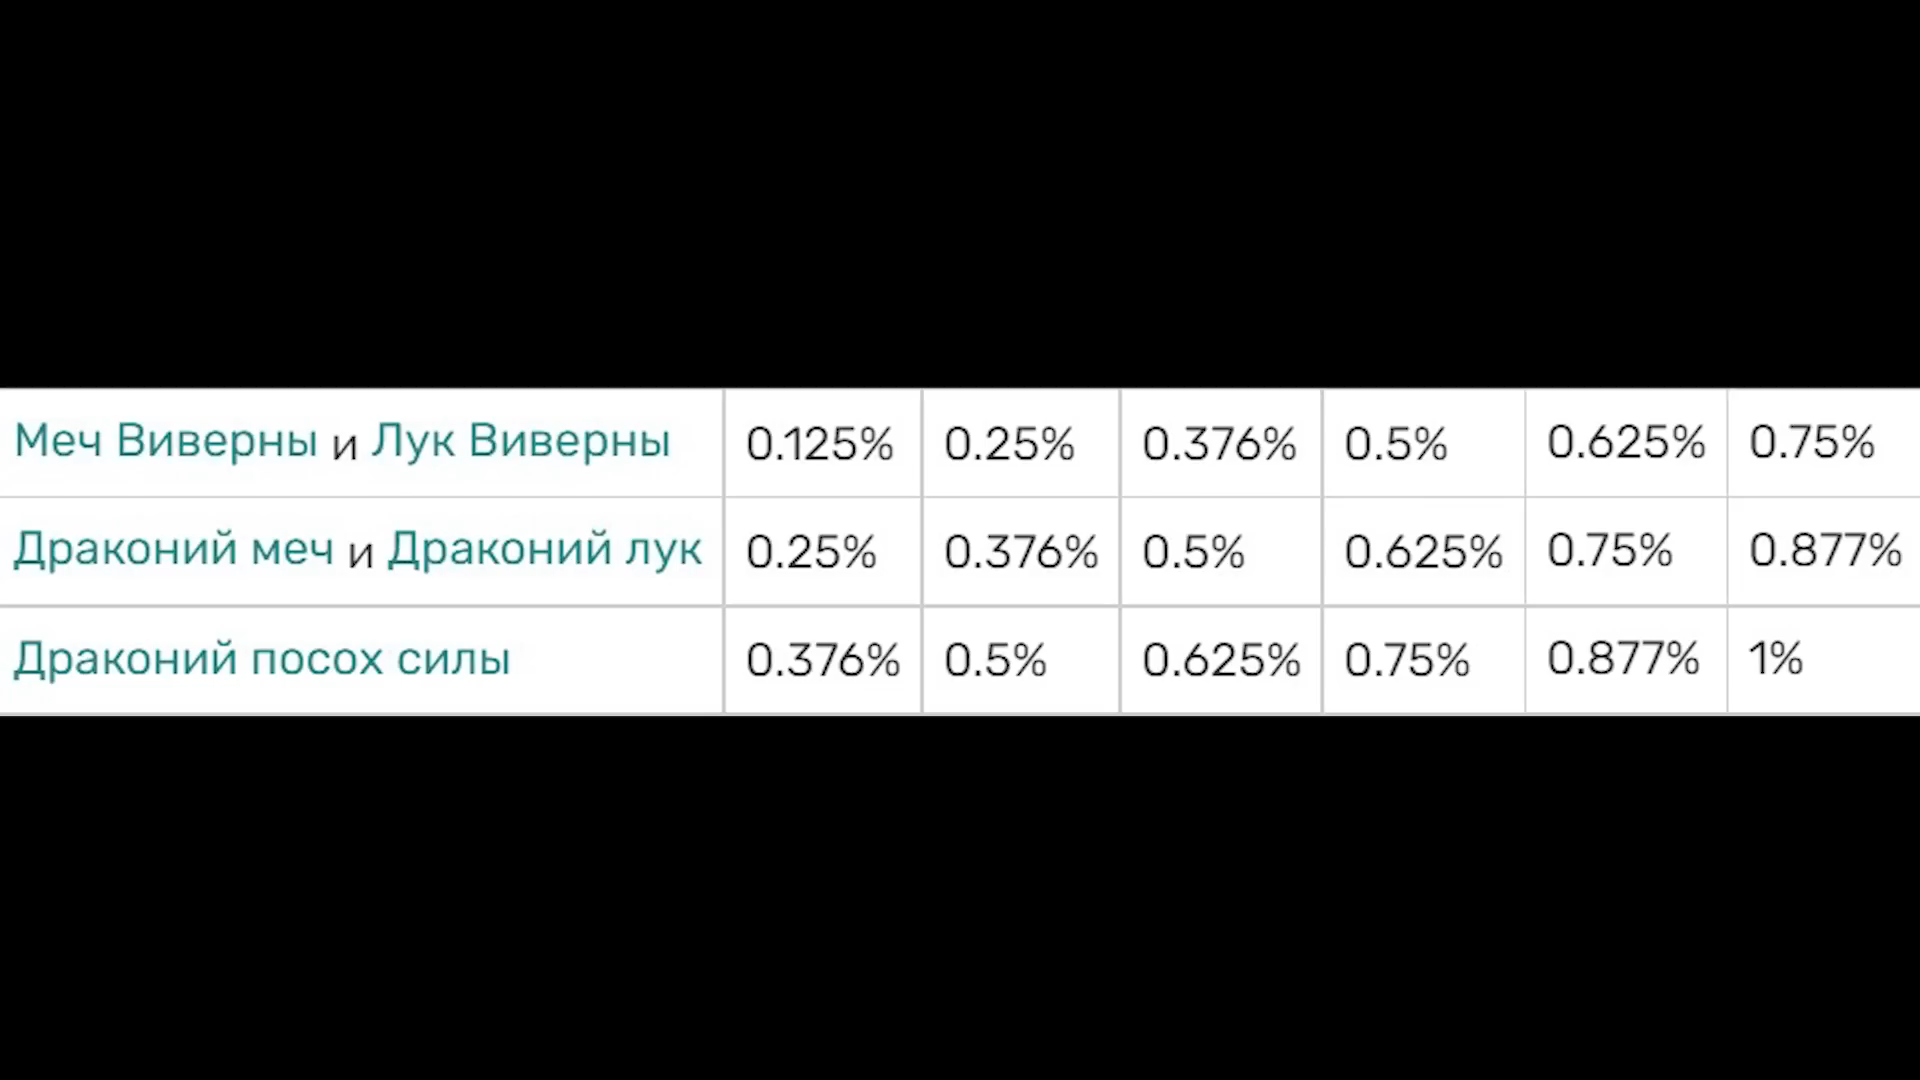 Меч Виверны и Лук Виверны 0.125% 0.25% 0.376% 0.5% 0.625% 0.75%
Драконий меч и Драконий лук 0.25% 0.376% 0.5% 0.625% 0.75% 0.877%
Драконий посох силы 0.376% 0.5% 0.625% 0.75% 0.877% 1%